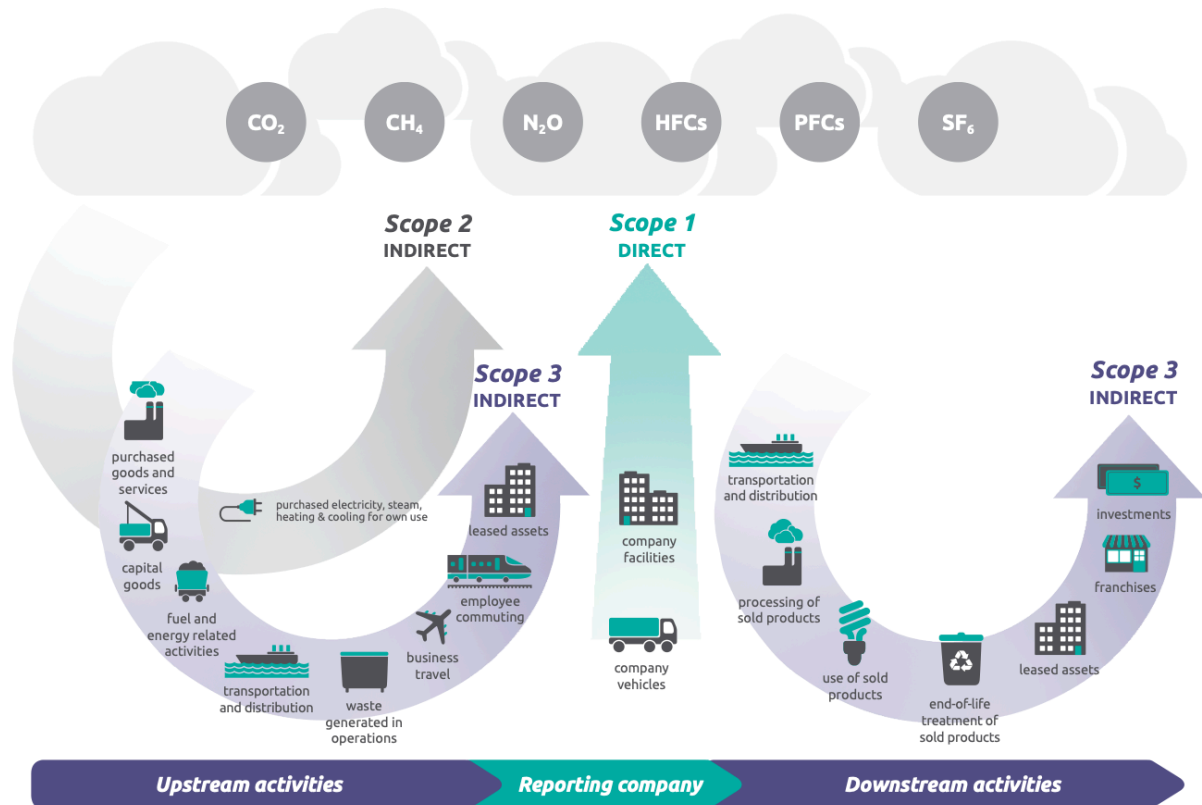 CO₂
CH₄
N₂O
HFCs
PFCs
SF₆
Scope 2
INDIRECT
Scope 1
DIRECT
Scope 3
INDIRECT
Scope 3
INDIRECT
purchased
goods and
services
capital
goods
fuel and
energy related
activities
transportation
and distribution
waste
generated in
operations
business
travel
employee
commuting
leased assets
purchased electricity, steam,
heating & cooling for own use
company
facilities
company
vehicles
transportation
and distribution
processing of
sold products
use of sold
products
end-of-life
treatment of
sold products
leased assets
franchises
$
investments
Upstream activities
Reporting company
Downstream activities